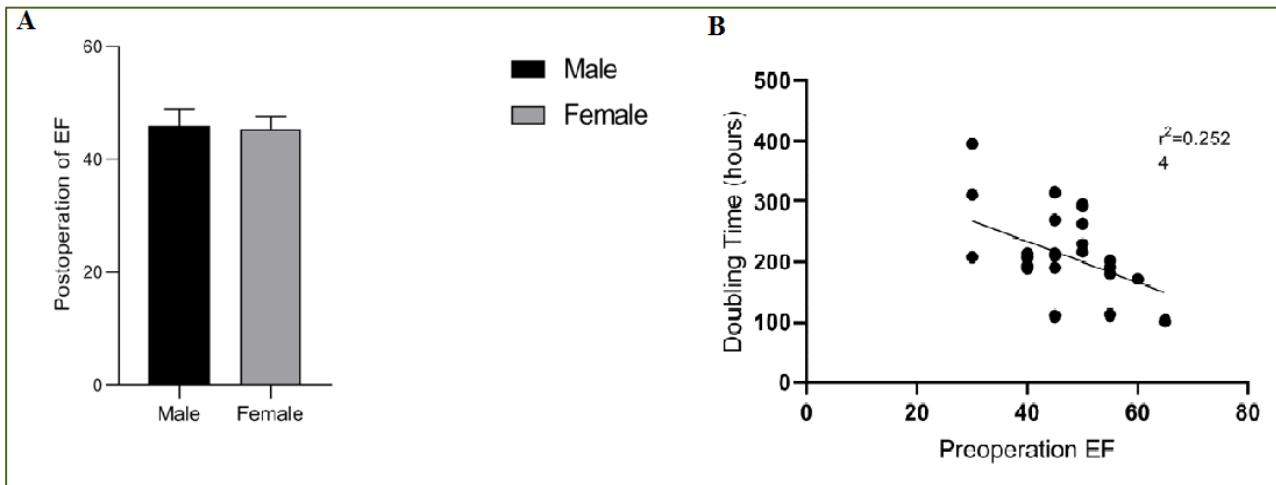 A
60
40
20
0
Postoperation of EF
Male
Female
Male
Female
B
500
400
300
200
100
0
Doubling Time (hours)
r²=0.252
4
0 20 40 60 80
Preoperation EF